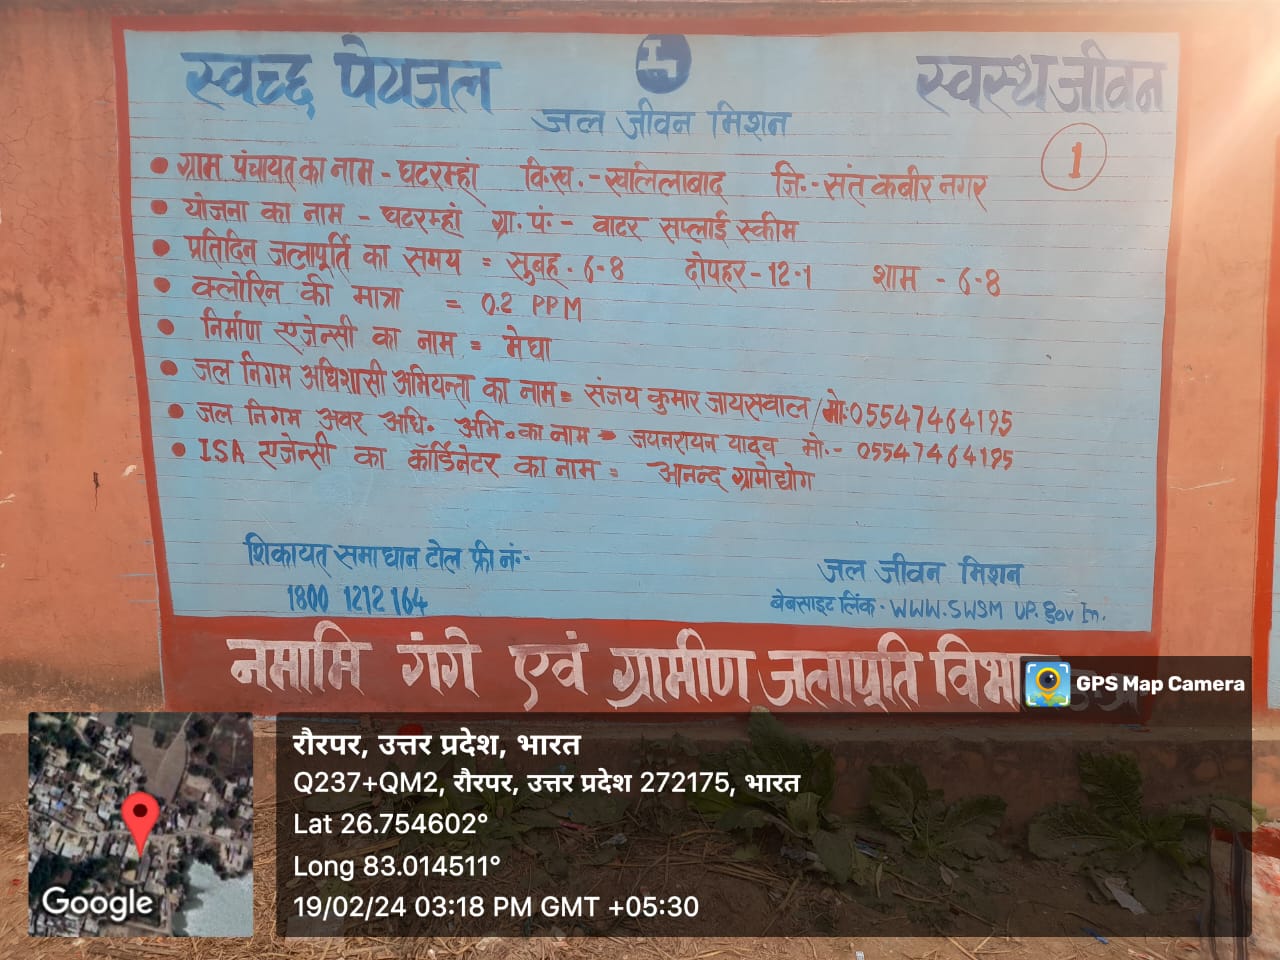 स्वच्छ पेयजल
स्वस्थ जीवन
जल जीवन मिशन
1
• ग्राम पंचायत का नाम - घटरम्हां वि.ख. - खलिलाबाद जि. - संत कबीर नगर
• योजना का नाम - घटरम्हां ग्रा. पं. - वाटर सप्लाई स्कीम
• प्रतिदिन जलापूर्ति का समय = सुबह - 6-8 दोपहर - 12-1 शाम - 6-8
• क्लोरिन की मात्रा = 0.2 PPM
• निर्माण एजेन्सी का नाम = मेघा
• जल निगम अधिशासी अभियन्ता का नाम = संजय कुमार जायसवाल / मो: 05547464195
• जल निगम अवर अधि. अभि. का नाम = जयनरायन यादव मो. - 05547464195
• ISA एजेन्सी का कॉर्डिनेटर का नाम = आनन्द ग्रामोद्योग
शिकायत समाधान टोल फ्री नं.-
1800 1212 164
जल जीवन मिशन
बेबसाइट लिंक - WWW.SWSM UP. gov In.
नमामि गंगे एवं ग्रामीण जलापूर्ति
GPS Map Camera
रौरपर, उत्तर प्रदेश, भारत
Q237+QM2, रौरपर, उत्तर प्रदेश 272175, भारत
Lat 26.754602°
Long 83.014511°
19/02/24 03:18 PM GMT +05:30
Google